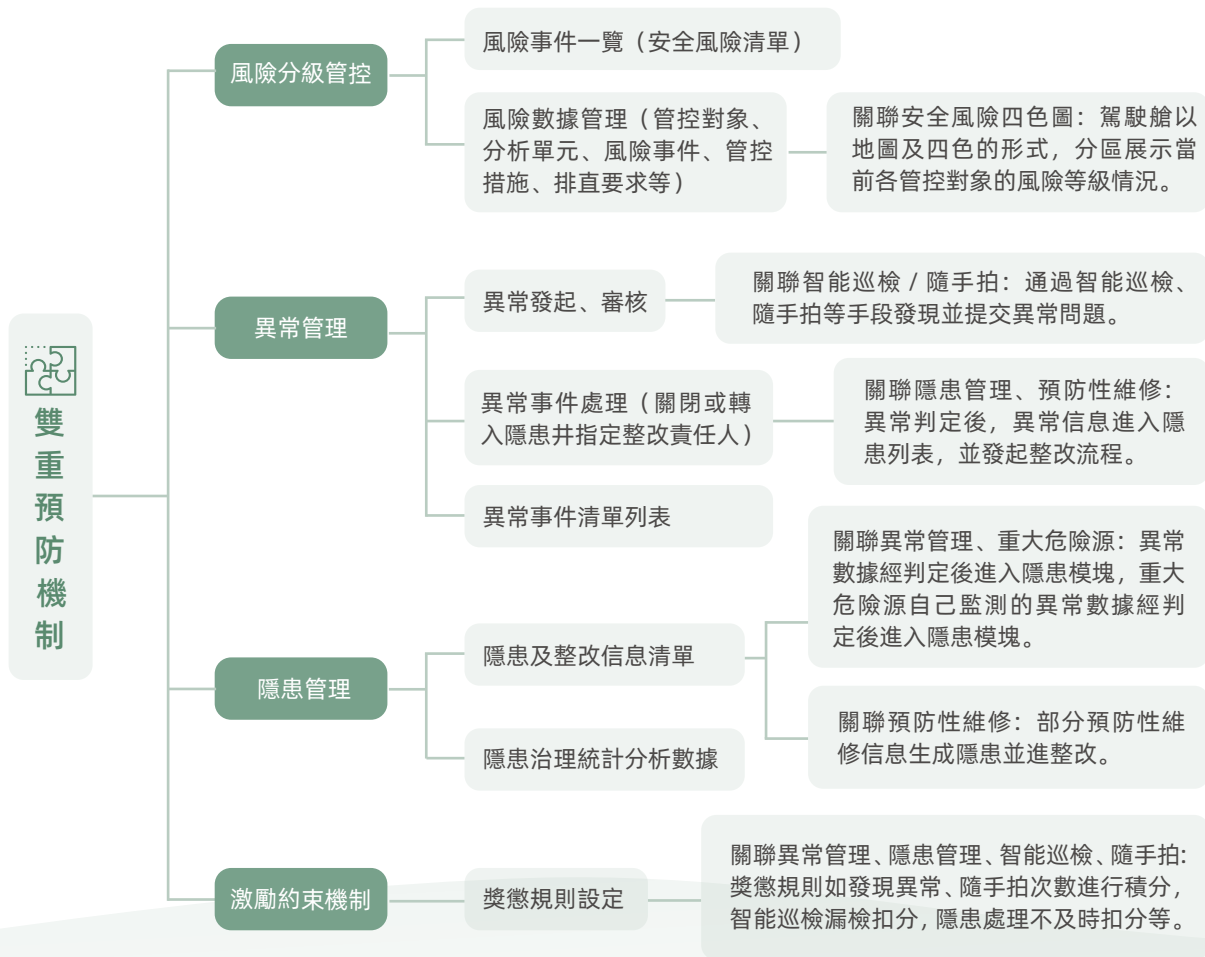 雙重預防機制
風險分級管控
風險事件一覽（安全風險清單）
風險數據管理（管控對象、
分析單元、風險事件、管控
措施、排直要求等）
關聯安全風險四色圖：駕駛艙以
地圖及四色的形式，分區展示當
前各管控對象的風險等級情況。
異常管理
異常發起、審核
關聯智能巡檢 / 隨手拍：通過智能巡檢、
隨手拍等手段發現並提交異常問題。
異常事件處理（關閉或轉
入隱患井指定整改責任人）
關聯隱患管理、預防性維修：
異常判定後，異常信息進入隱
患列表，並發起整改流程。
異常事件清單列表
隱患管理
隱患及整改信息清單
關聯異常管理、重大危險源：異常
數據經判定後進入隱患模塊，重大
危險源自己監測的異常數據經判
定後進入隱患模塊。
關聯預防性維修：部分預防性維
修信息生成隱患並進整改。
隱患治理統計分析數據
激勵約束機制
獎懲規則設定
關聯異常管理、隱患管理、智能巡檢、隨手拍：
獎懲規則如發現異常、隨手拍次數進行積分，
智能巡檢漏檢扣分，隱患處理不及時扣分等。